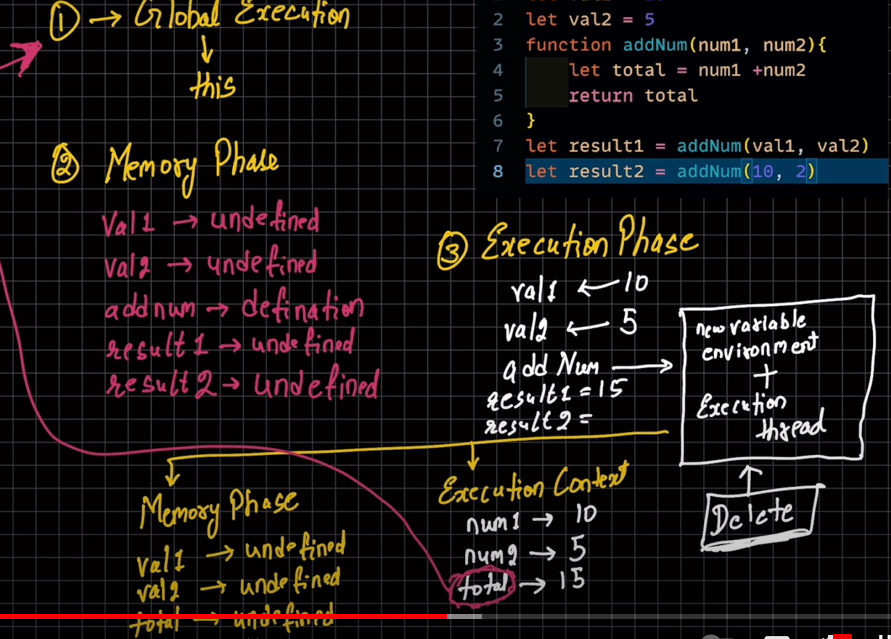 ① → Global Execution
↓
this
② Memory Phase
Val1 → undefined
val2 → undefined
addnum → defination
result1 → undefined
result2 → undefined
2 let val2 = 5
3 function addNum(num1, num2){
4 let total = num1 +num2
5 return total
6 }
7 let result1 = addNum(val1, val2)
8 let result2 = addNum(10, 2)
③ Execution Phase
val1 ← 10
val2 ← 5
add Num →
result1 = 15
result2 =
new variable
environment
+
Execution
thread
Delete
Memory Phase
val1 → undefined
val2 → undefined
total → undefined
Execution Context
num1 → 10
num2 → 5
total → 15